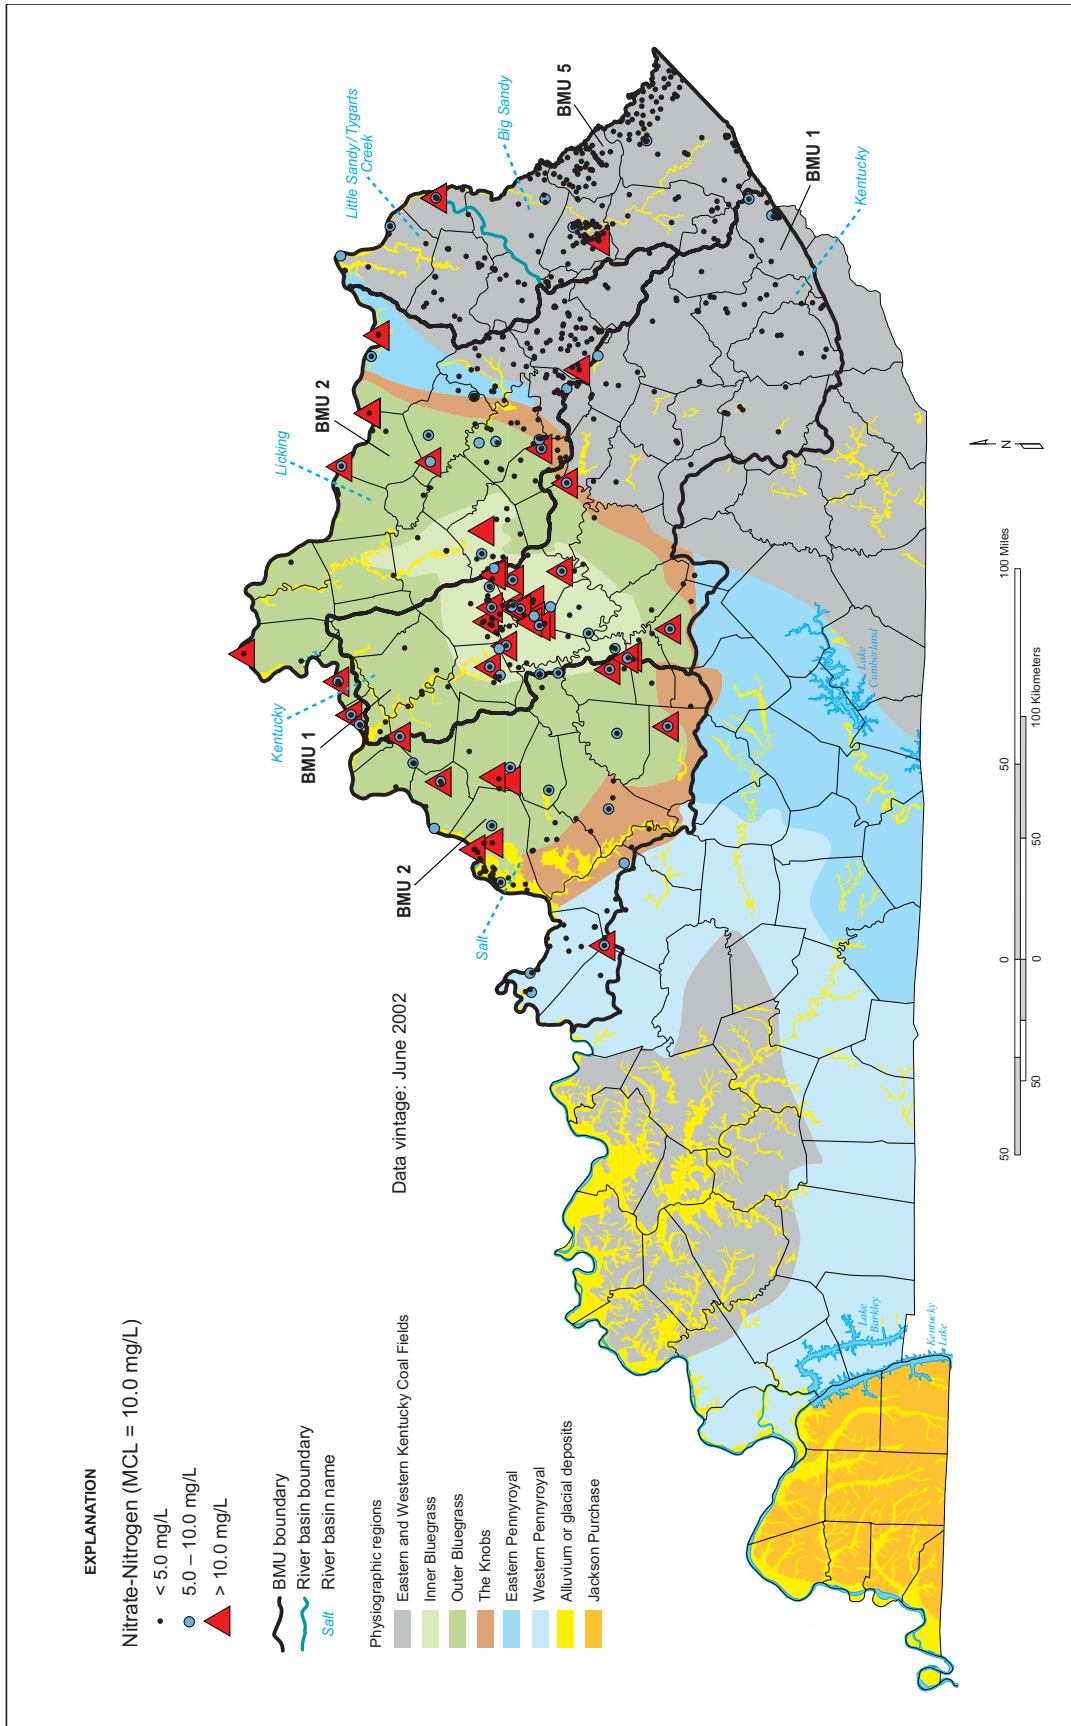 EXPLANATION
Nitrate-Nitrogen (MCL = 10.0 mg/L)
< 5.0 mg/L
5.0 – 10.0 mg/L
> 10.0 mg/L
BMU boundary
River basin boundary
Salt River basin name
Physiographic regions
Eastern and Western Kentucky Coal Fields
Inner Bluegrass
Outer Bluegrass
The Knobs
Eastern Pennyroyal
Western Pennyroyal
Alluvium or glacial deposits
Jackson Purchase
Data vintage: June 2002
Licking
BMU 2
Little Sandy/Tygarts
Creek
Big Sandy
BMU 5
Kentucky
BMU 1
BMU 2
Salt
BMU 1
Kentucky
Lake
Cumberland
Lake
Barkley
Kentucky
Lake
N
50 0 50 100 Miles
50 0 50 100 Kilometers